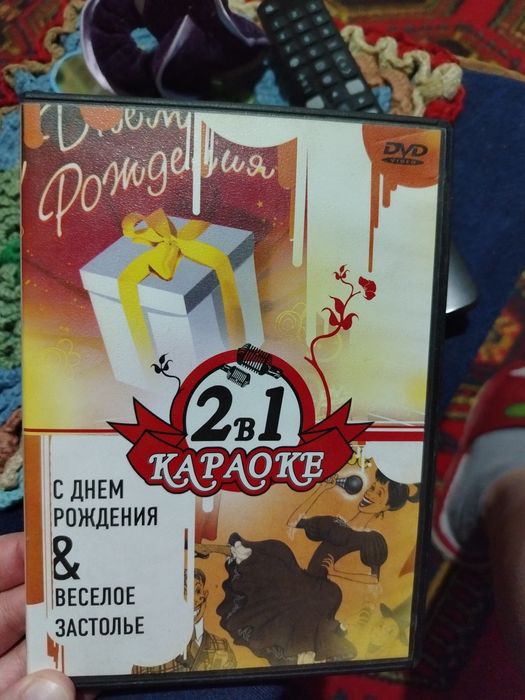 Днем
Рождения
DVD
VIDEO
2в1
КАРАОКЕ
С ДНЕМ
РОЖДЕНИЯ
&
ВЕСЕЛОЕ
ЗАСТОЛЬЕ